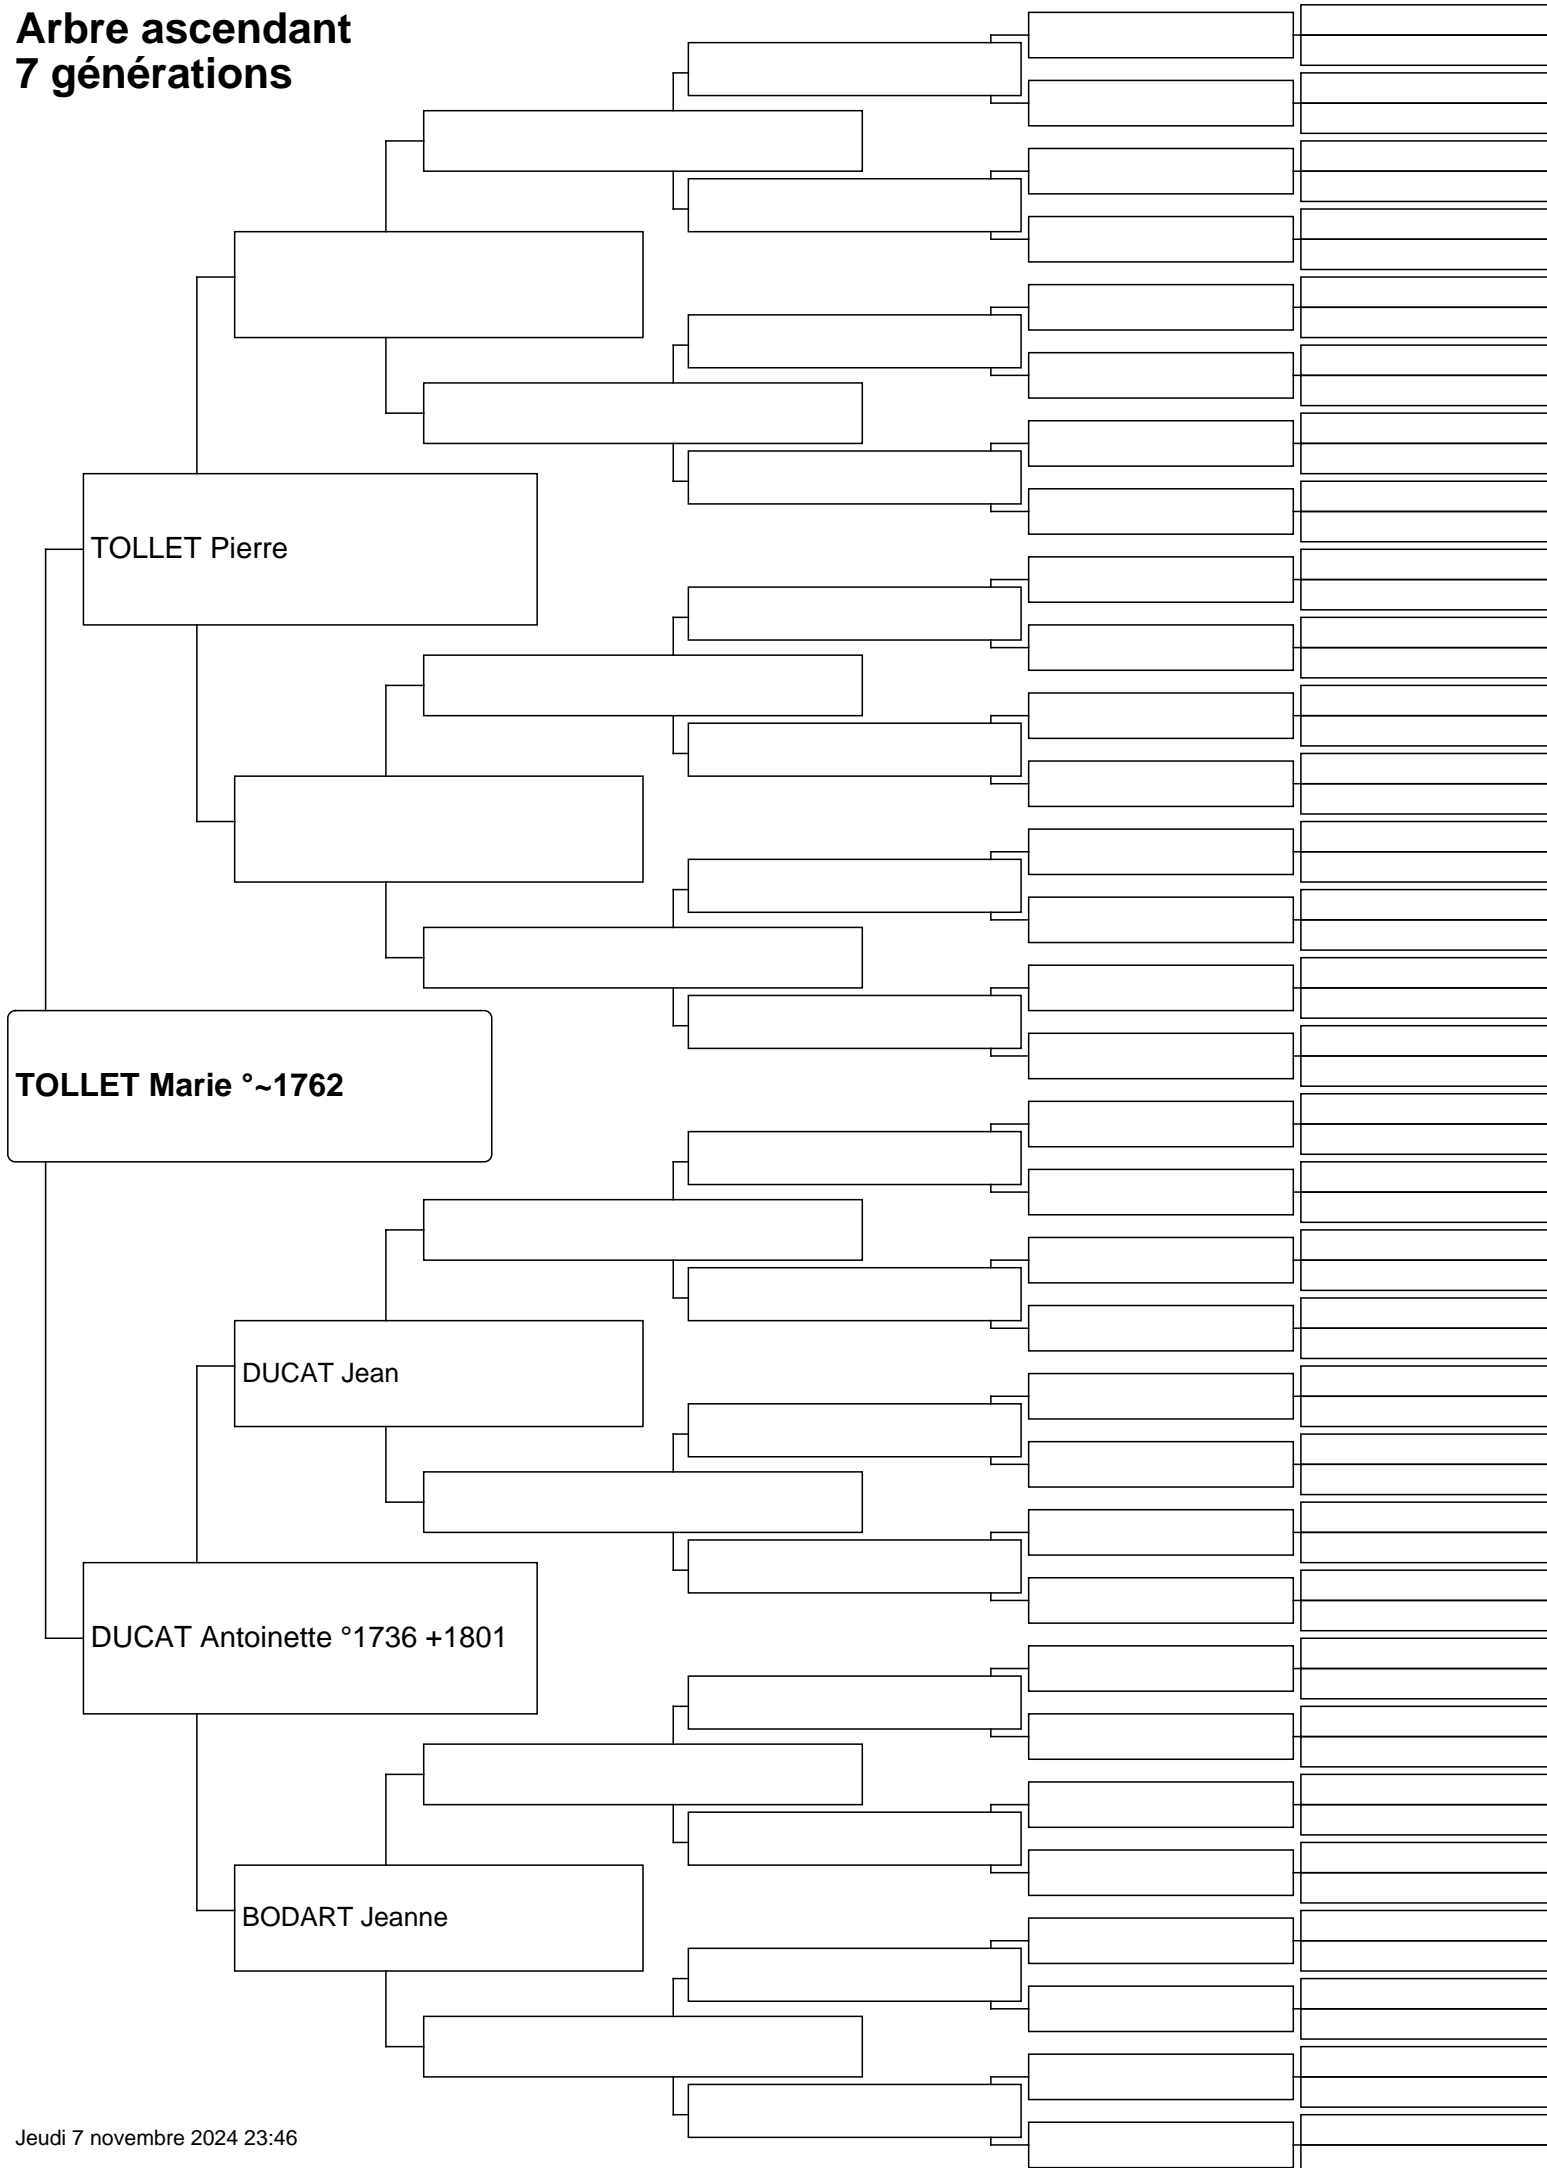 Arbre ascendant
7 générations
TOLLET Pierre
TOLLET Marie °~1762
DUCAT Jean
DUCAT Antoinette °1736 +1801
BODART Jeanne
Jeudi 7 novembre 2024 23:46